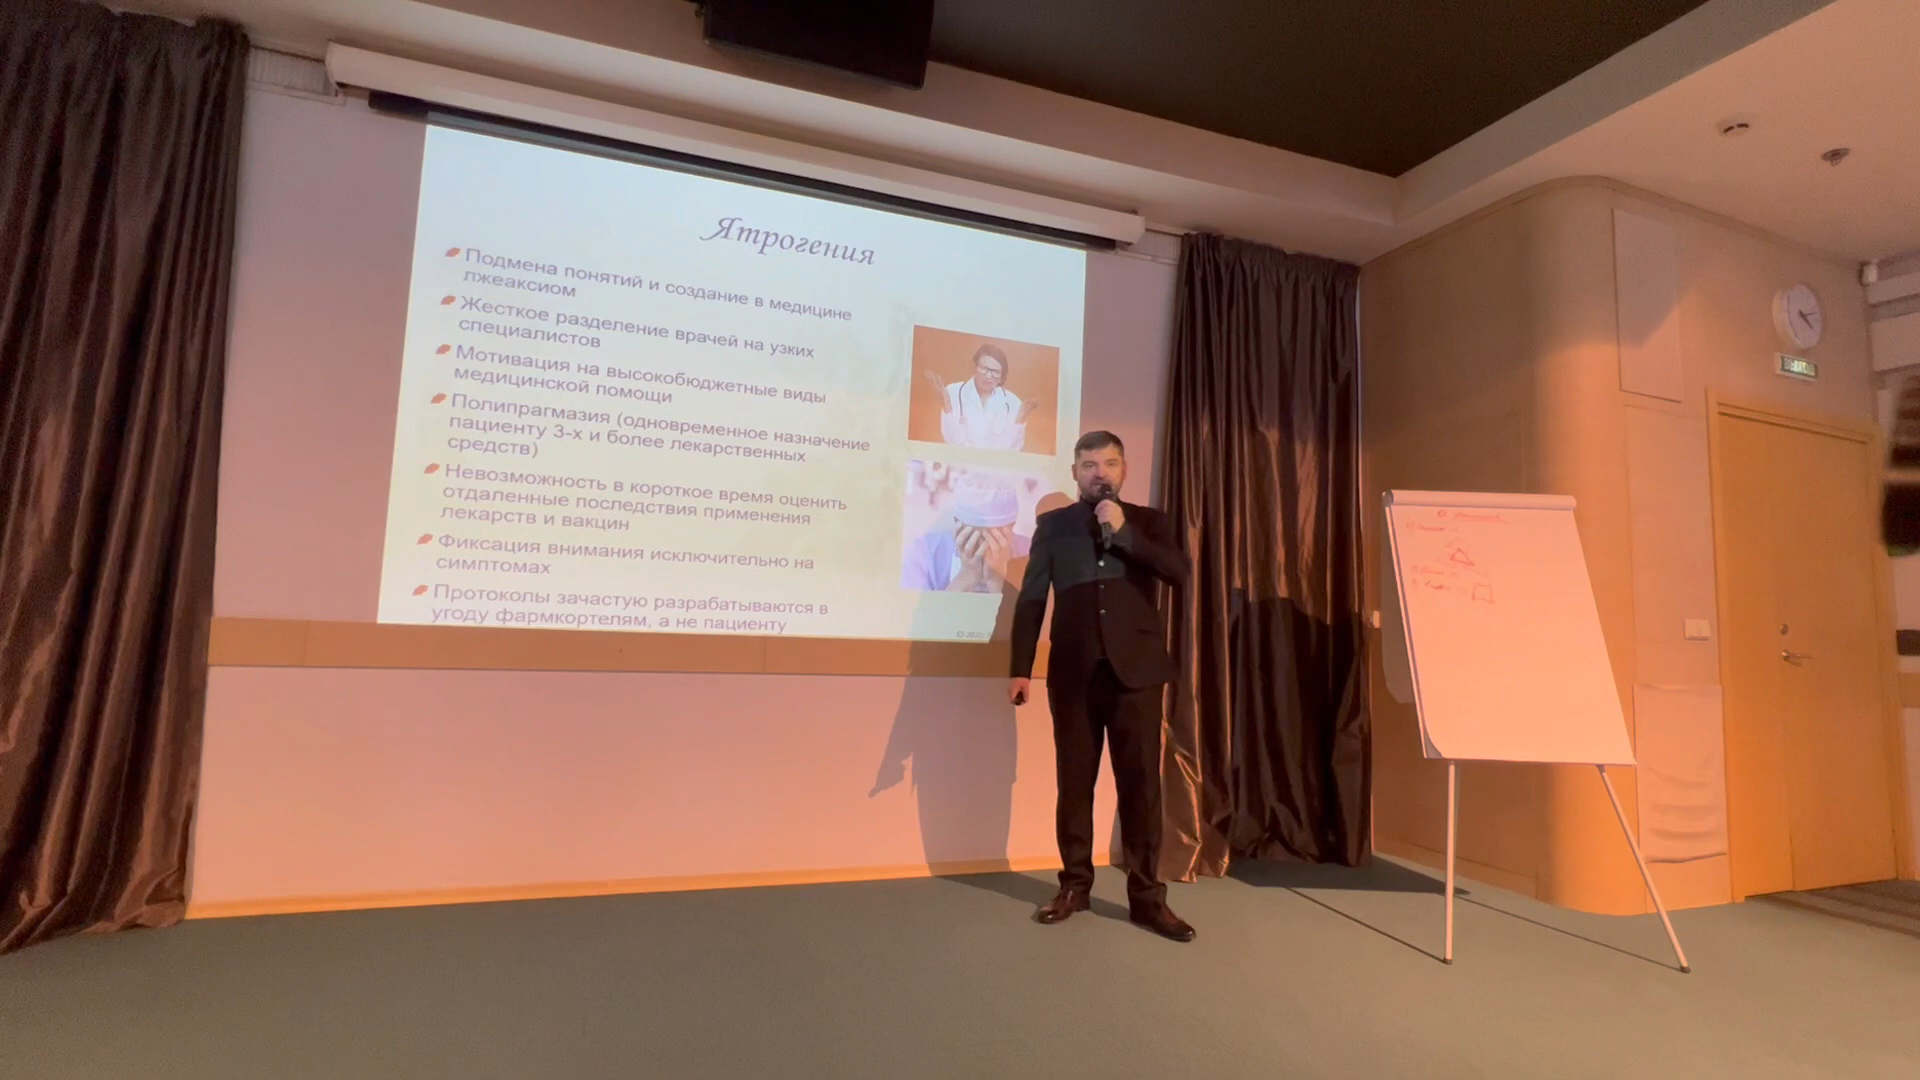 Ятрогения
Подмена понятий и создание в медицине
лжеаксиом
Жесткое разделение врачей на узких
специалистов
Мотивация на высокобюджетные виды
медицинской помощи
Полипрагмазия (одновременное назначение
пациенту 3-х и более лекарственных
средств)
Невозможность в короткое время оценить
отдаленные последствия применения
лекарств и вакцин
Фиксация внимания исключительно на
симптомах
Протоколы зачастую разрабатываются в
угоду фармкортелям, а не пациенту
ВЫХОД